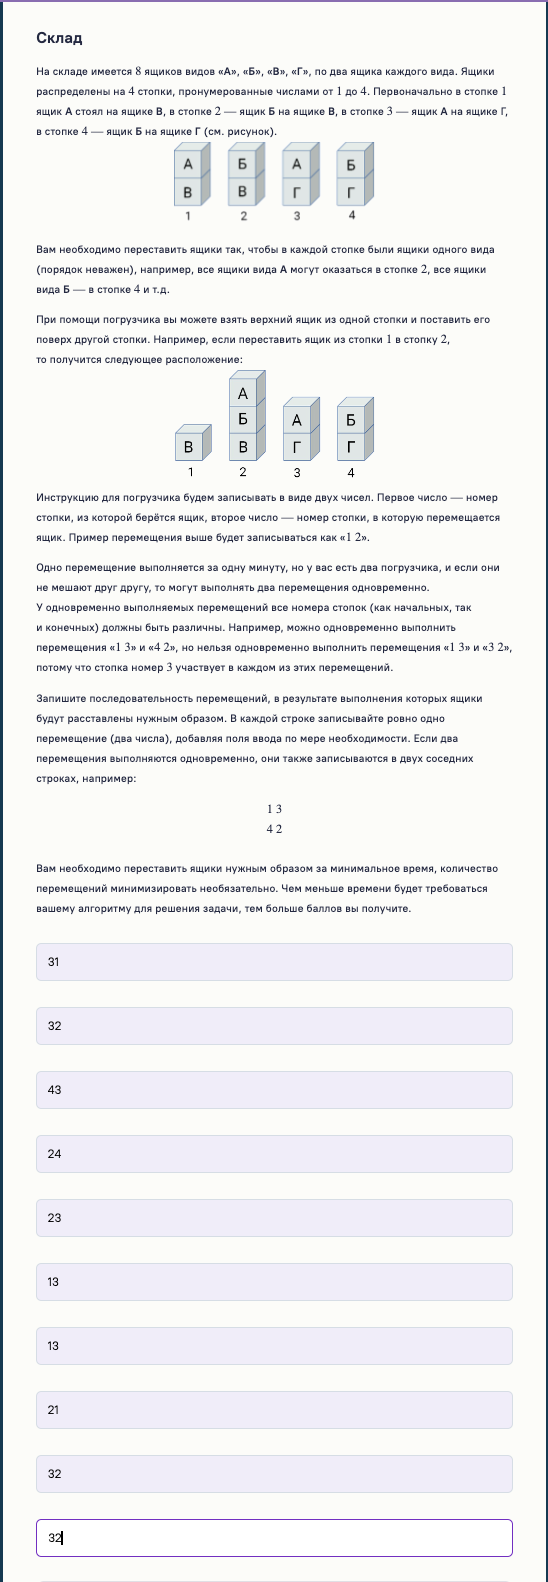 Склад
На складе имеется 8 ящиков видов «А», «Б», «В», «Г», по два ящика каждого вида. Ящики
распределены на 4 стопки, пронумерованные числами от 1 до 4. Первоначально в стопке 1
ящик А стоял на ящике В, в стопке 2 — ящик Б на ящике В, в стопке 3 — ящик А на ящике Г,
в стопке 4 — ящик Б на ящике Г (см. рисунок).
А Б А Б
В В Г Г
1 2 3 4
Вам необходимо переставить ящики так, чтобы в каждой стопке были ящики одного вида
(порядок неважен), например, все ящики вида А могут оказаться в стопке 2, все ящики
вида Б — в стопке 4 и т.д.
При помощи погрузчика вы можете взять верхний ящик из одной стопки и поставить его
поверх другой стопки. Например, если переставить ящик из стопки 1 в стопку 2,
то получится следующее расположение:
А
Б А Б
В В Г Г
1 2 3 4
Инструкцию для погрузчика будем записывать в виде двух чисел. Первое число — номер
стопки, из которой берётся ящик, второе число — номер стопки, в которую перемещается
ящик. Пример перемещения выше будет записываться как «1 2».
Одно перемещение выполняется за одну минуту, но у вас есть два погрузчика, и если они
не мешают друг другу, то могут выполнять два перемещения одновременно.
У одновременно выполняемых перемещений все номера стопок (как начальных, так
и конечных) должны быть различны. Например, можно одновременно выполнить
перемещения «1 3» и «4 2», но нельзя одновременно выполнить перемещения «1 3» и «3 2»,
потому что стопка номер 3 участвует в каждом из этих перемещений.
Запишите последовательность перемещений, в результате выполнения которых ящики
будут расставлены нужным образом. В каждой строке записывайте ровно одно
перемещение (два числа), добавляя поля ввода по мере необходимости. Если два
перемещения выполняются одновременно, они также записываются в двух соседних
строках, например:
1 3
4 2
Вам необходимо переставить ящики нужным образом за минимальное время, количество
перемещений минимизировать необязательно. Чем меньше времени будет требоваться
вашему алгоритму для решения задачи, тем больше баллов вы получите.
31
32
43
24
23
13
13
21
32
32